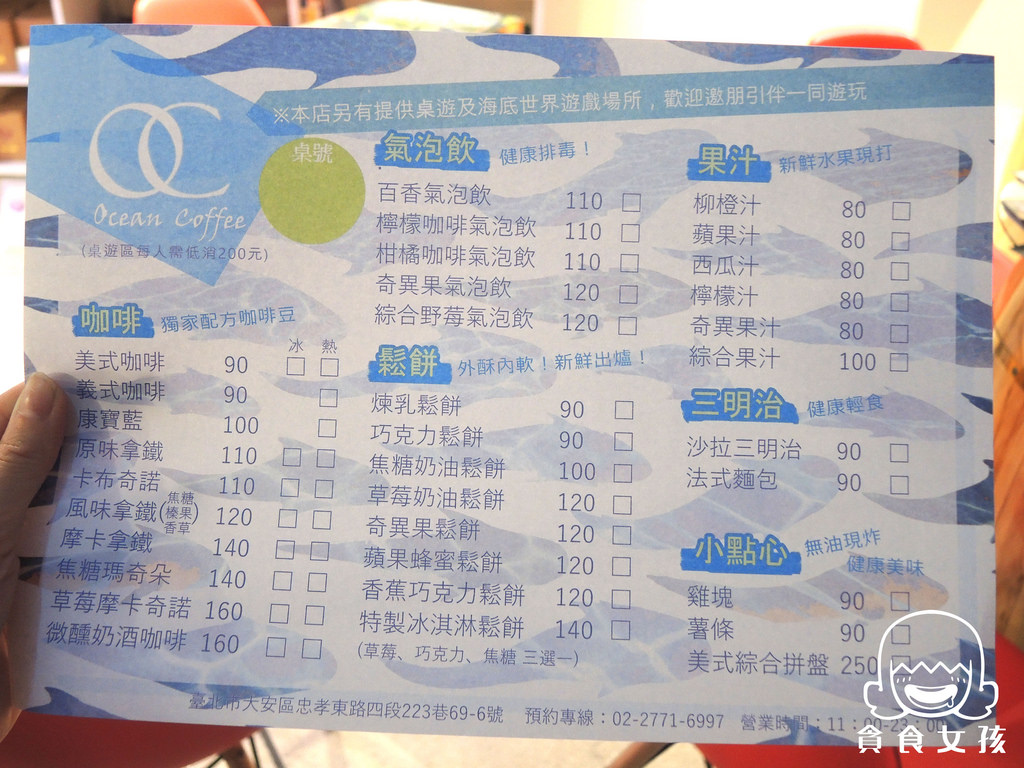 ※本店另有提供桌遊及海底世界遊戲場所，歡迎邀朋引伴一同遊玩
OC
Ocean Coffee
(桌遊區每人需低消200元)
桌號
咖啡 獨家配方咖啡豆
冰 熱
美式咖啡 90 □ □
義式咖啡 90 □
康寶藍 100 □
原味拿鐵 110 □ □
卡布奇諾 110 □ □
風味拿鐵(焦糖 榛果 香草) 120 □ □
摩卡拿鐵 140 □ □
焦糖瑪奇朵 140 □ □
草莓摩卡奇諾 160 □ □
微醺奶酒咖啡 160 □ □
氣泡飲 健康排毒！
百香氣泡飲 110 □
檸檬咖啡氣泡飲 110 □
柑橘咖啡氣泡飲 110 □
奇異果氣泡飲 120 □
綜合野莓氣泡飲 120 □
鬆餅 外酥內軟！新鮮出爐！
煉乳鬆餅 90 □
巧克力鬆餅 90 □
焦糖奶油鬆餅 100 □
草莓奶油鬆餅 120 □
奇異果鬆餅 120 □
蘋果蜂蜜鬆餅 120 □
香蕉巧克力鬆餅 120 □
特製冰淇淋鬆餅 140 □
(草莓、巧克力、焦糖 三選一)
果汁 新鮮水果現打
柳橙汁 80 □
蘋果汁 80 □
西瓜汁 80 □
檸檬汁 80 □
奇異果汁 80 □
綜合果汁 100 □
三明治 健康輕食
沙拉三明治 90 □
法式麵包 90 □
小點心 無油現炸
健康美味
雞塊 90 □
薯條 90 □
美式綜合拼盤 250 □
臺北市大安區忠孝東路四段223巷69-6號 預約專線：02-2771-6997 營業時間：11：00-23：00
貪食女孩